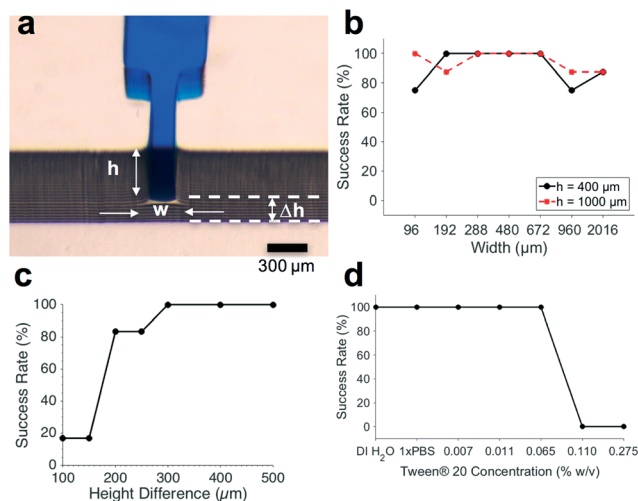 a
h
w
Δh
300 µm
b
Success Rate (%)
100
80
60
40
20
0
h = 400 µm
h = 1000 µm
96 192 288 480 672 960 2016
Width (µm)
c
Success Rate (%)
100
80
60
40
20
0
100 200 300 400 500
Height Difference (µm)
d
Success Rate (%)
100
80
60
40
20
0
DI H₂O 1xPBS 0.007 0.011 0.065 0.110 0.275
Tween® 20 Concentration (% w/v)